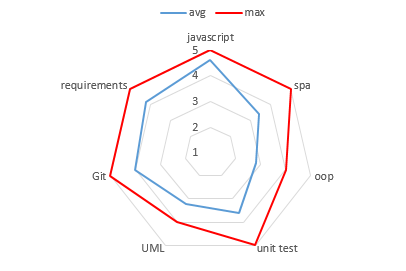 avg max
javascript
5
requirements spa
4
3
2
1
Git oop
UML unit test